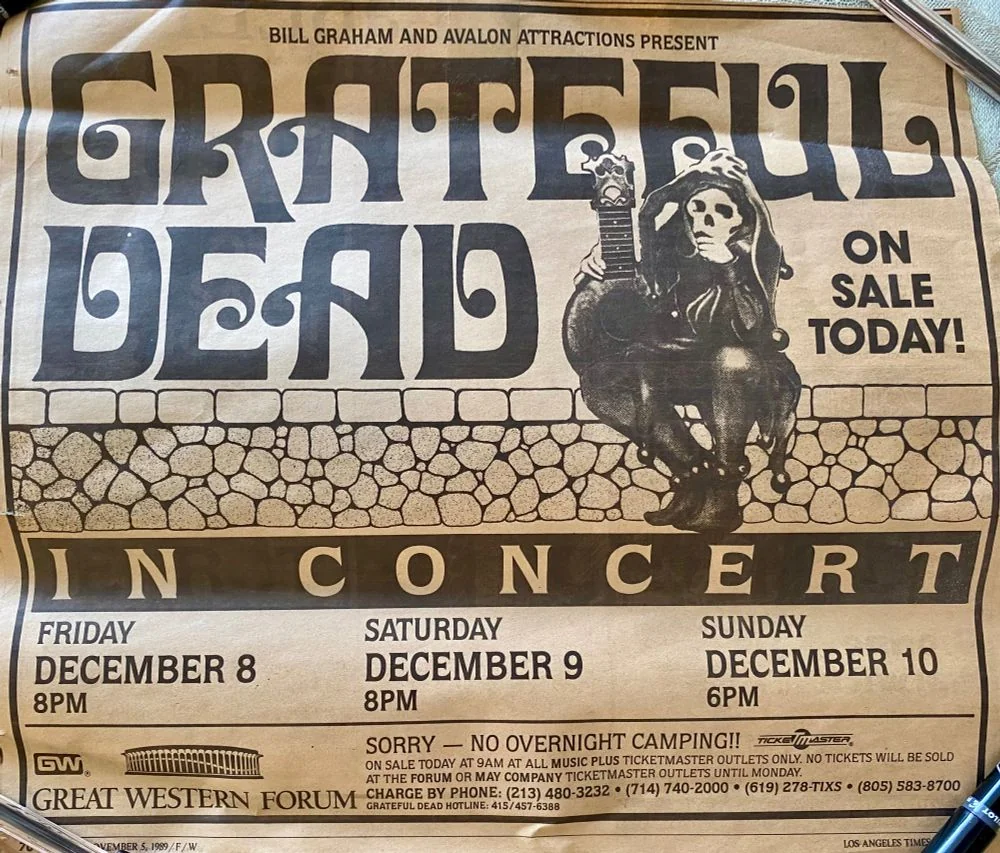 BILL GRAHAM AND AVALON ATTRACTIONS PRESENT
GRATEFUL
DEAD
ON
SALE
TODAY!
IN CONCERT
FRIDAY
DECEMBER 8
8PM
SATURDAY
DECEMBER 9
8PM
SUNDAY
DECEMBER 10
6PM
GW®
GREAT WESTERN FORUM
SORRY — NO OVERNIGHT CAMPING!! TICKETMASTER®
ON SALE TODAY AT 9AM AT ALL MUSIC PLUS TICKETMASTER OUTLETS ONLY. NO TICKETS WILL BE SOLD
AT THE FORUM OR MAY COMPANY TICKETMASTER OUTLETS UNTIL MONDAY.
CHARGE BY PHONE: (213) 480-3232 • (714) 740-2000 • (619) 278-TIXS • (805) 583-8700
GRATEFUL DEAD HOTLINE: 415/457-6388
VEMBER 5, 1989/F/W
LOS ANGELES TIMES